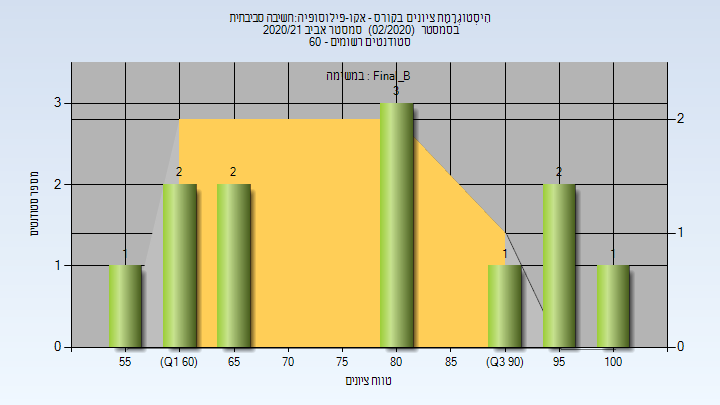 היסטוגרמת ציונים בקורס - אקו-פילוסופיה:חשיבה סביבתית
בסמסטר (02/2020) סמסטר אביב 2020/21
סטודנטים רשומים - 60
במשימה : Final_B
מספר סטודנטים
3
2
1
0
2
1
0
1
2
2
3
1
2
1
55
(Q1 60)
65
70
75
80
85
(Q3 90)
95
100
טווח ציונים